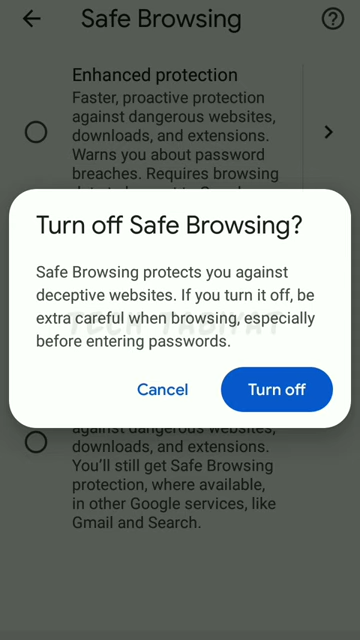 Safe Browsing
Enhanced protection
Faster, proactive protection
against dangerous websites,
downloads, and extensions.
Warns you about password
breaches. Requires browsing
Turn off Safe Browsing?
Safe Browsing protects you against
deceptive websites. If you turn it off, be
extra careful when browsing, especially
before entering passwords.
TECH TABIYAT
Cancel
Turn off
against dangerous websites,
downloads, and extensions.
You'll still get Safe Browsing
protection, where available,
in other Google services, like
Gmail and Search.